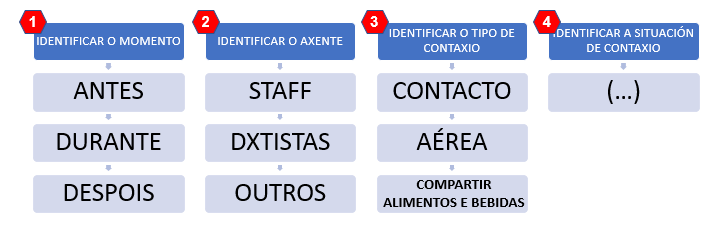 1
IDENTIFICAR O MOMENTO
ANTES
DURANTE
DESPOIS
2
IDENTIFICAR O AXENTE
STAFF
DXTISTAS
OUTROS
3
IDENTIFICAR O TIPO DE
CONTAXIO
CONTACTO
AÉREA
COMPARTIR
ALIMENTOS E BEBIDAS
4
IDENTIFICAR A SITUACIÓN
DE CONTAXIO
(…)